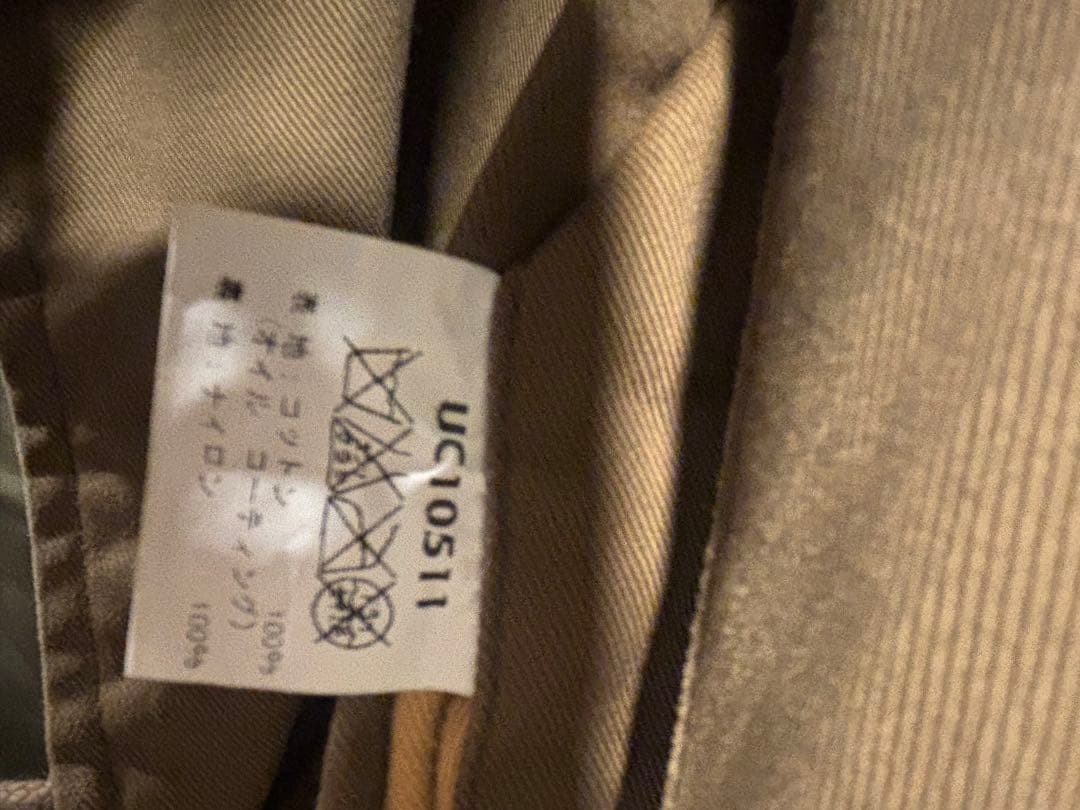 UC10511
表 地 : コットン 100%
(オイル コーティング)
裏 地 : ナイロン 100%